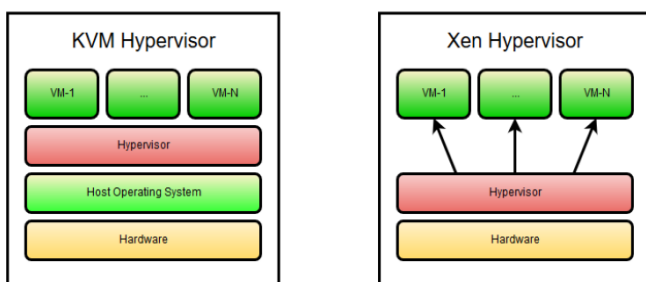 KVM Hypervisor
VM-1
...
VM-N
Hypervisor
Host Operating System
Hardware
Xen Hypervisor
VM-1
...
VM-N
Hypervisor
Hardware